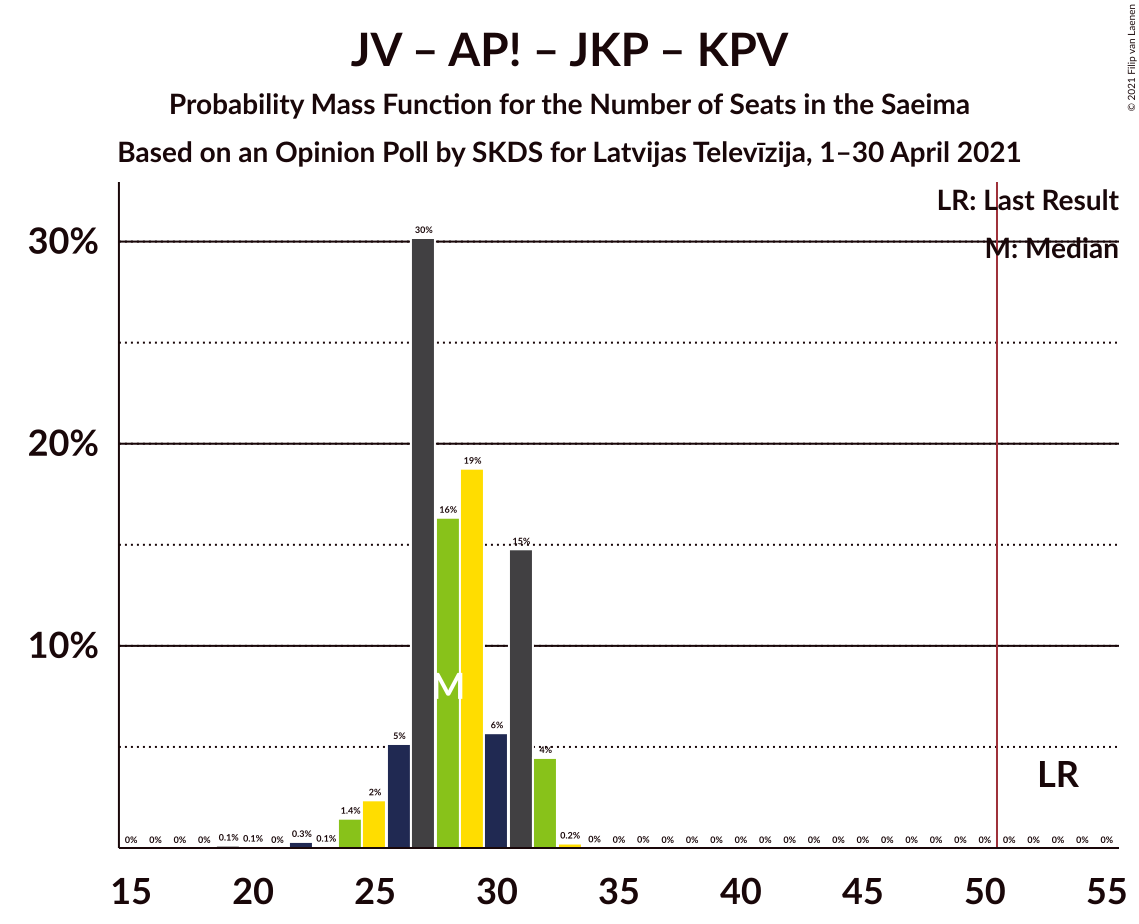 © 2021 Filip van Laenen
JV – AP! – JKP – KPV
Probability Mass Function for the Number of Seats in the Saeima
Based on an Opinion Poll by SKDS for Latvijas Televīzija, 1–30 April 2021
LR: Last Result
M: Median
30%
20%
10%
0% 0% 0% 0% 0.1% 0.1% 0% 0.3% 0.1% 1.4% 2% 5% 30% 16% 19% 6% 15% 4% 0.2% 0% 0% 0% 0% 0% 0% 0% 0% 0% 0% 0% 0% 0% 0% 0% 0% 0% 0% 0% 0% 0% 0%
M
LR
15 20 25 30 35 40 45 50 55